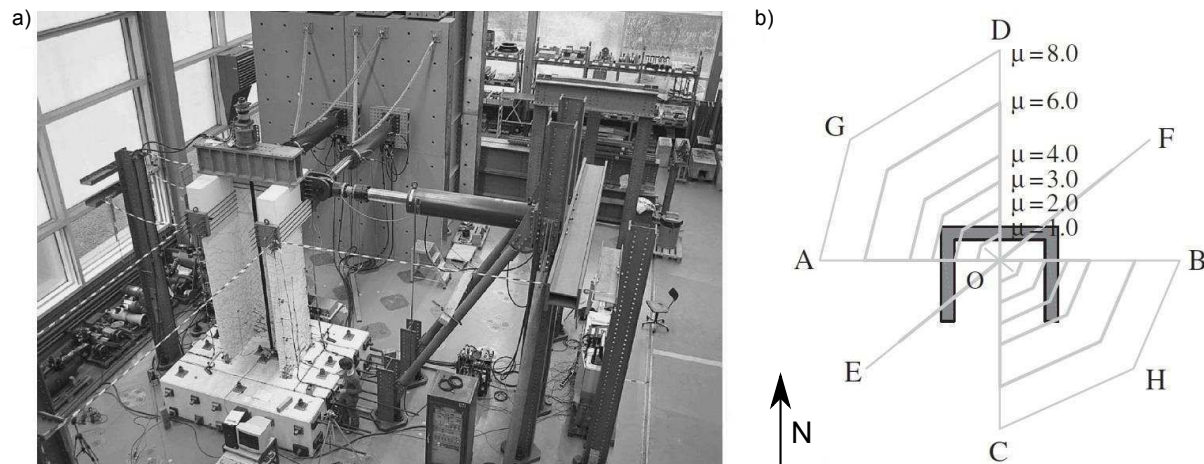 a)
b)
D
μ = 8.0
μ = 6.0
G
F
μ = 4.0
μ = 3.0
μ = 2.0
μ = 1.0
A
O
B
E
H
C
N